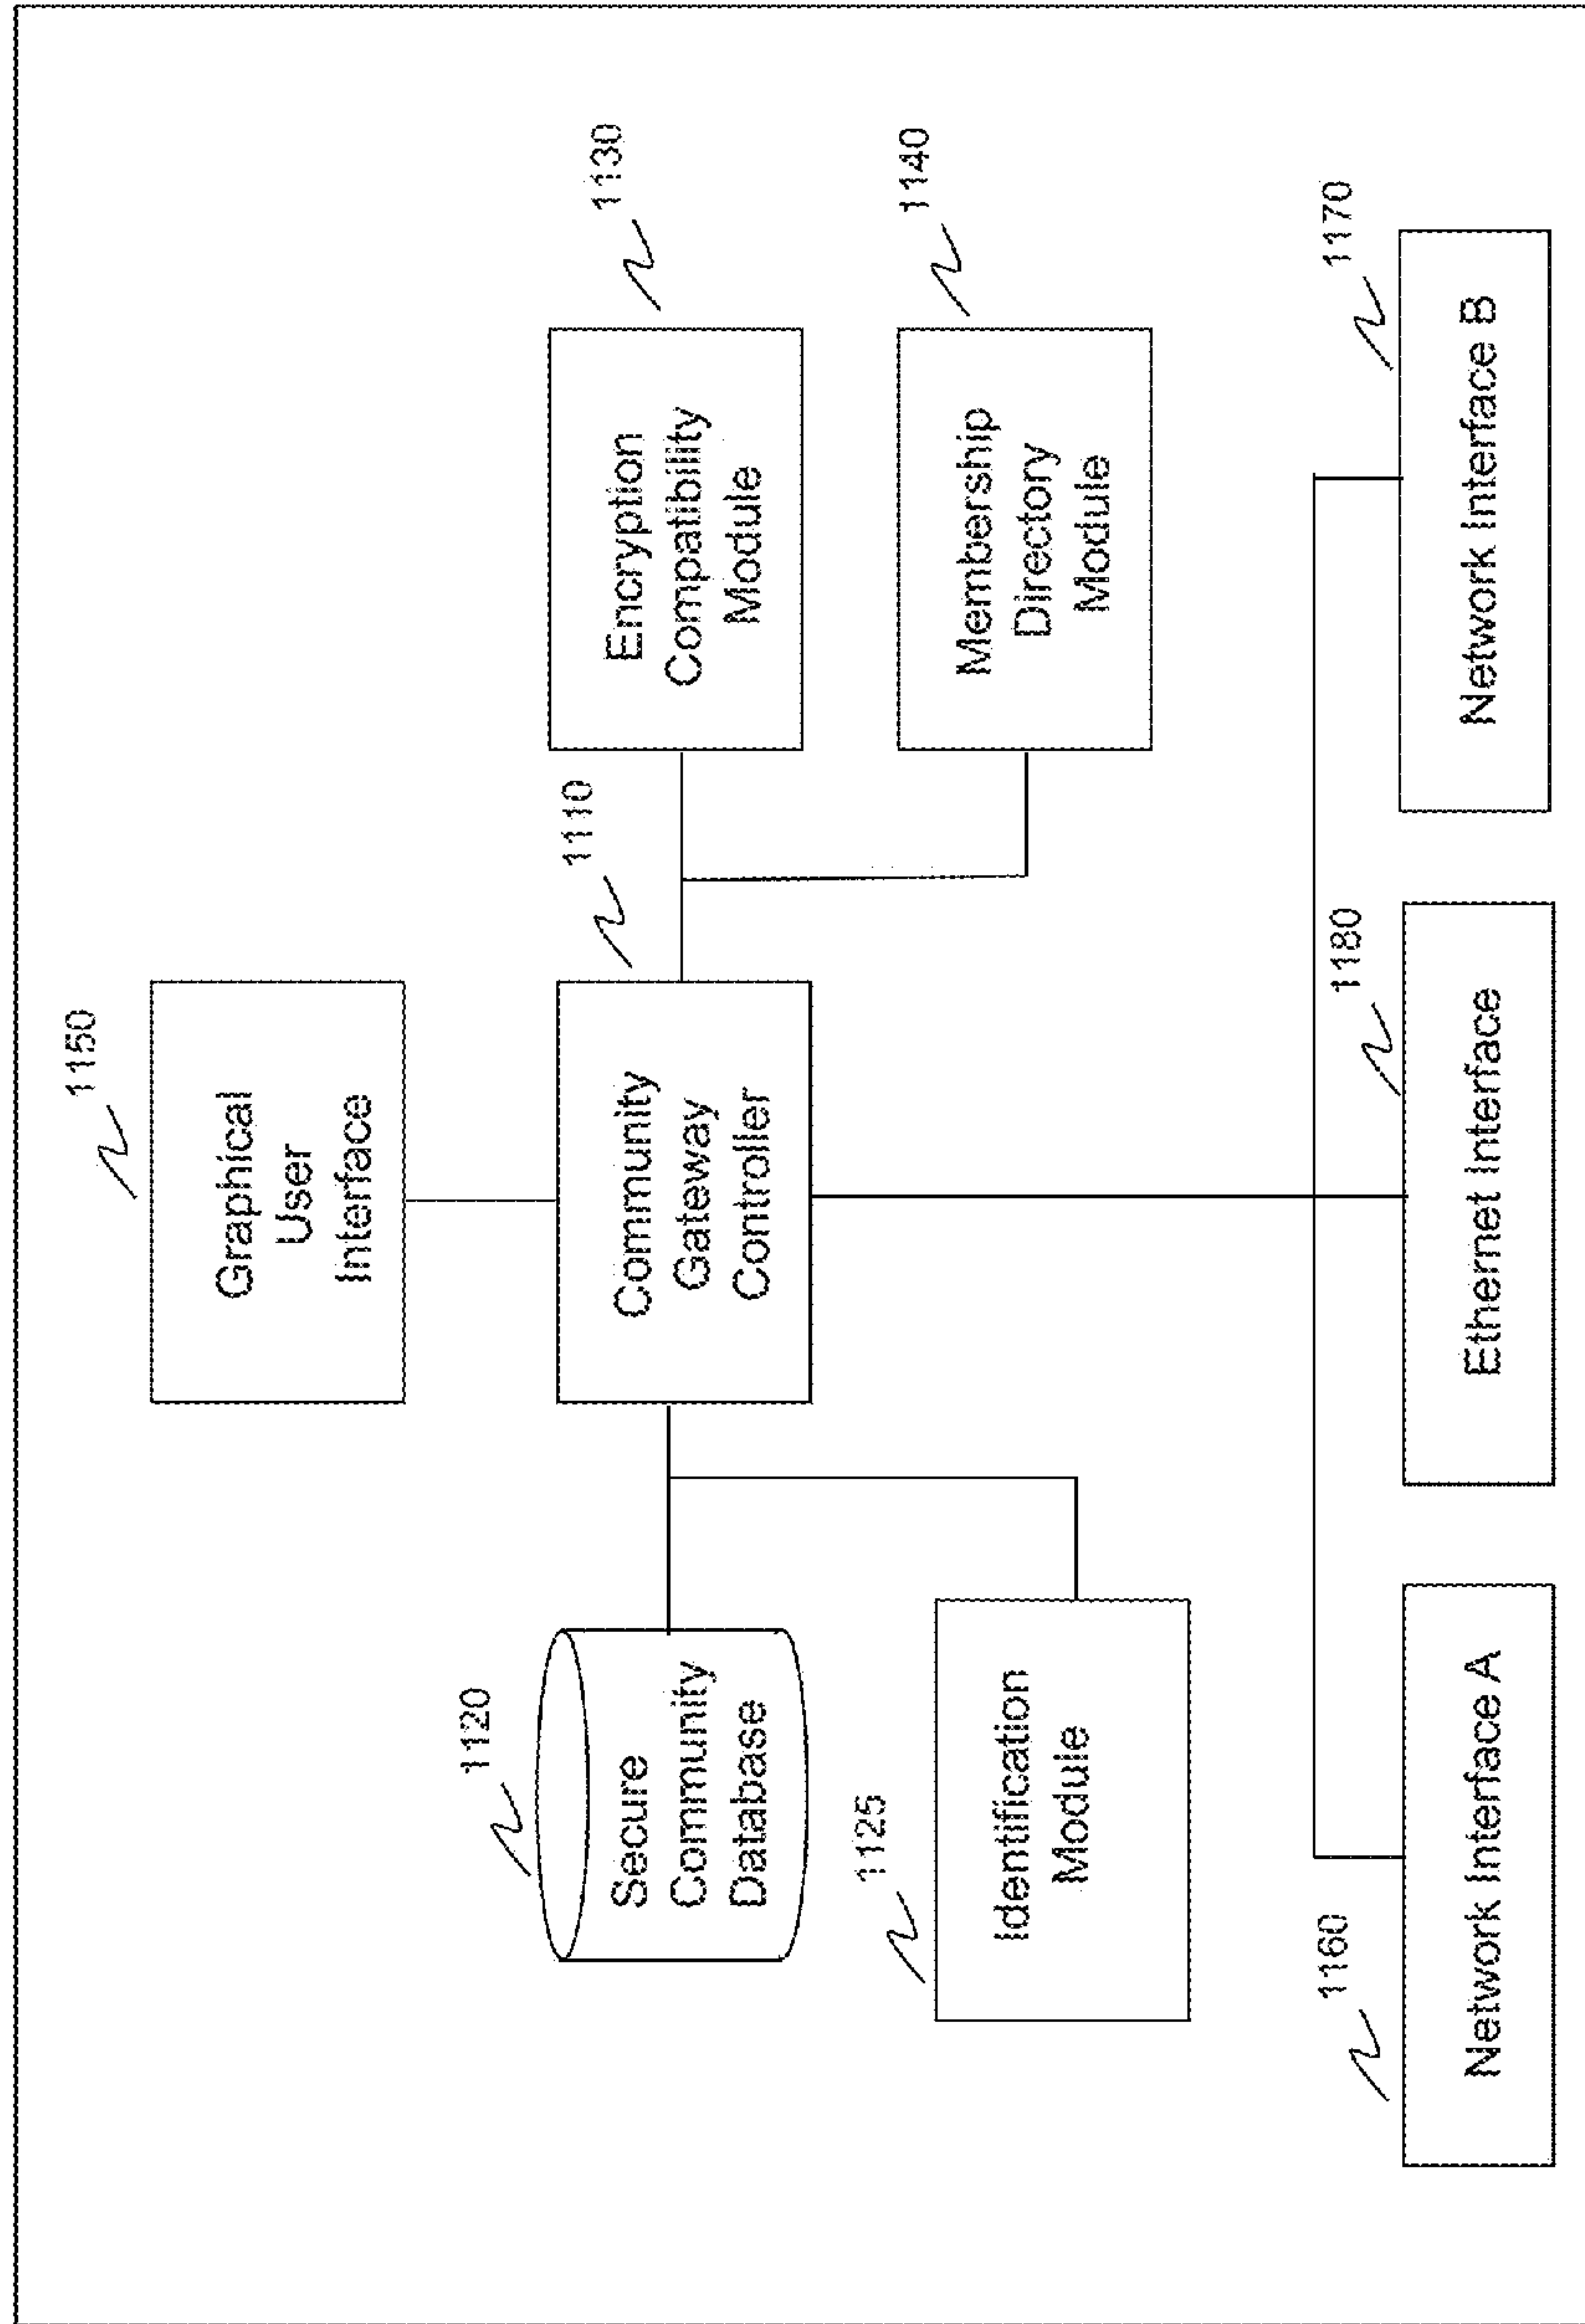 1150
Graphical
User
Interface
1120
Secure
Community
Database
1110
Community
Gateway
Controller
1130
Encryption
Compatibility
Module
1125
Identification
Module
1140
Membership
Directory
Module
1160
Network Interface A
1180
Ethernet Interface
1170
Network Interface B